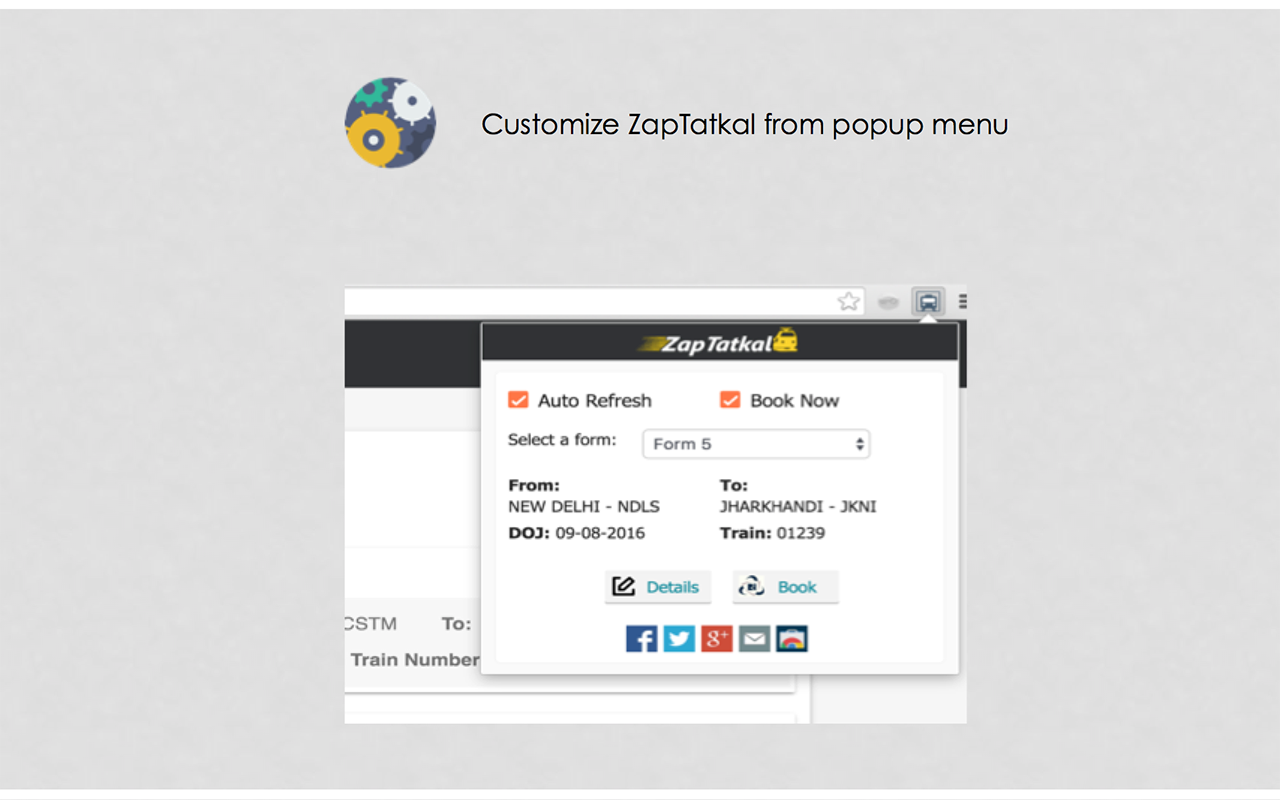 Customize ZapTatkal from popup menu
ZapTatkal
Auto Refresh Book Now
Select a form: Form 5
From: To:
NEW DELHI - NDLS JHARKHANDI - JKNI
DOJ: 09-08-2016 Train: 01239
Details Book
CSTM To:
Train Number